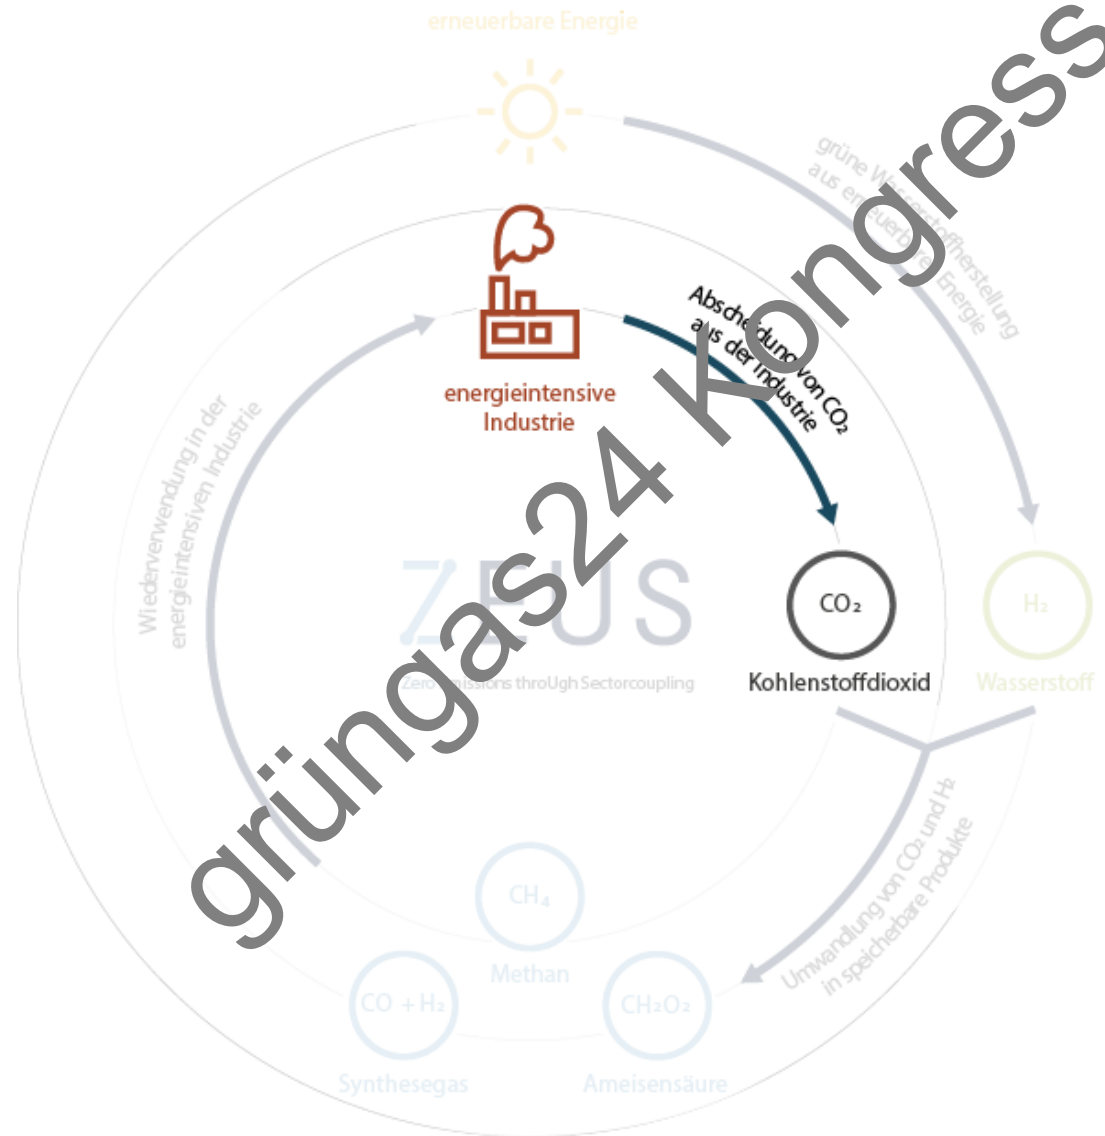 erneuerbare Energie
grüne Wasserstoffherstellung
aus erneuerbarer Energie
Abscheidung von CO₂
aus der Industrie
energieintensive
Industrie
Wiederverwendung in der
energieintensiven Industrie
ZEUS
Zero Emissions throUgh Sectorcoupling
CO₂
Kohlenstoffdioxid
H₂
Wasserstoff
Umwandlung von CO₂ und H₂
in speicherbare Produkte
CH₄
Methan
CO + H₂
Synthesegas
CH₂O₂
Ameisensäure
grüngas24 Kongress